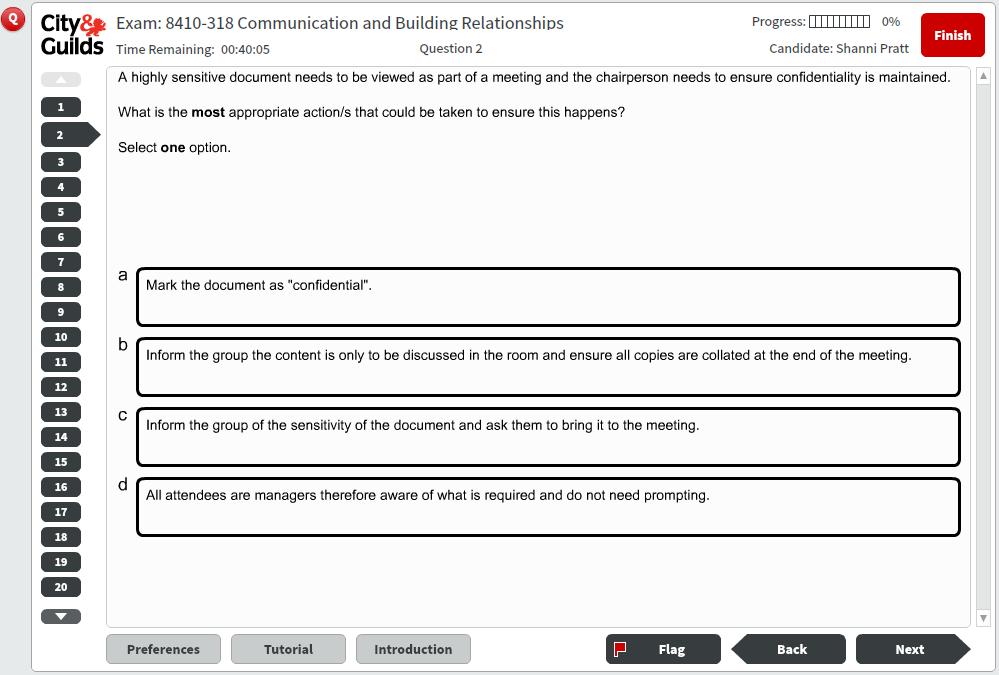 Q
City&
Guilds
Exam: 8410-318 Communication and Building Relationships
Progress: 0%
Finish
Time Remaining: 00:40:05
Question 2
Candidate: Shanni Pratt
1
2
3
4
5
6
7
8
9
10
11
12
13
14
15
16
17
18
19
20
A highly sensitive document needs to be viewed as part of a meeting and the chairperson needs to ensure confidentiality is maintained.
What is the most appropriate action/s that could be taken to ensure this happens?
Select one option.
a
Mark the document as "confidential".
b
Inform the group the content is only to be discussed in the room and ensure all copies are collated at the end of the meeting.
c
Inform the group of the sensitivity of the document and ask them to bring it to the meeting.
d
All attendees are managers therefore aware of what is required and do not need prompting.
Preferences
Tutorial
Introduction
Flag
Back
Next